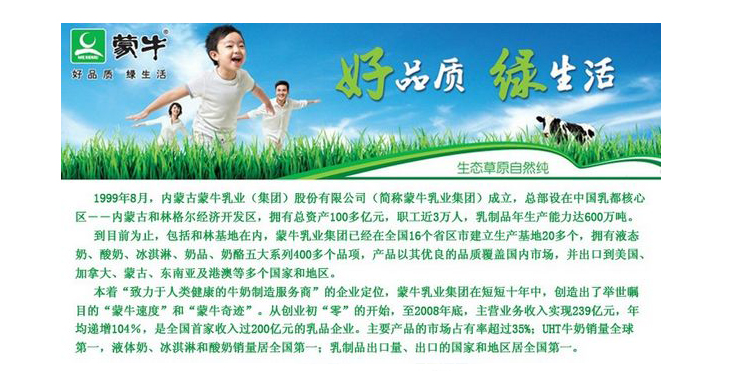 蒙牛
好品质 绿生活
好品质 绿生活
生态草原自然纯
1999年8月，内蒙古蒙牛乳业（集团）股份有限公司（简称蒙牛乳业集团）成立，总部设在中国乳都核心
区－－内蒙古和林格尔经济开发区，拥有总资产100多亿元，职工近3万人，乳制品年生产能力达600万吨。
到目前为止，包括和林基地在内，蒙牛乳业集团已经在全国16个省区市建立生产基地20多个，拥有液态
奶、酸奶、冰淇淋、奶品、奶酪五大系列400多个品项，产品以其优良的品质覆盖国内市场，并出口到美国、
加拿大、蒙古、东南亚及港澳等多个国家和地区。
本着“致力于人类健康的牛奶制造服务商”的企业定位，蒙牛乳业集团在短短十年中，创造出了举世瞩
目的“蒙牛速度”和“蒙牛奇迹”。从创业初“零”的开始，至2008年底，主营业务收入实现239亿元，年
均递增104％，是全国首家收入过200亿元的乳品企业。主要产品的市场占有率超过35%；UHT牛奶销量全球
第一，液体奶、冰淇淋和酸奶销量居全国第一；乳制品出口量、出口的国家和地区居全国第一。